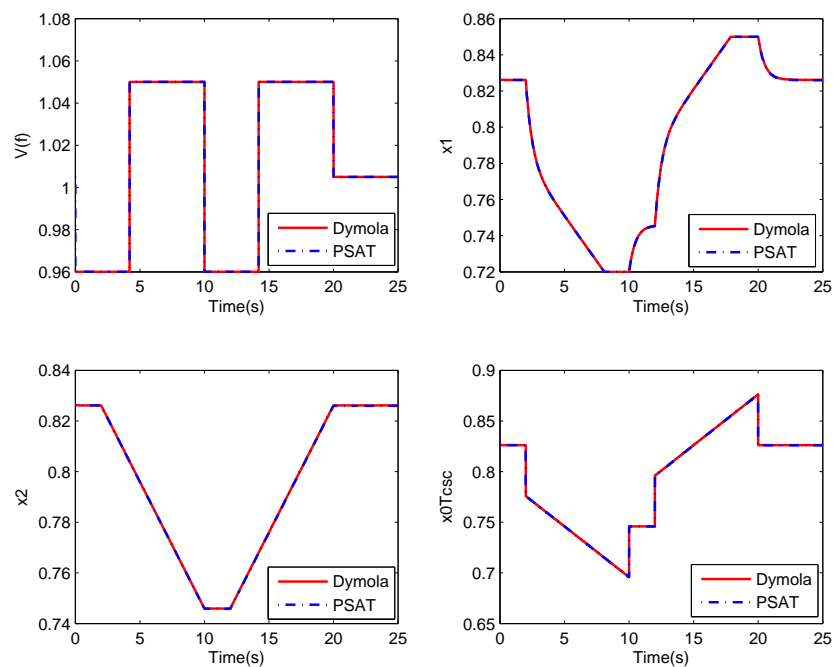 1.08
1.06
1.04
1.02
1
0.98
0.96
V(f)
0 5 10 15 20 25
Time(s)
Dymola
PSAT
0.86
0.84
0.82
0.8
0.78
0.76
0.74
0.72
x1
0 5 10 15 20 25
Time(s)
Dymola
PSAT
0.84
0.82
0.8
0.78
0.76
0.74
x2
0 5 10 15 20 25
Time(s)
Dymola
PSAT
0.9
0.85
0.8
0.75
0.7
0.65
x0Tcsc
0 5 10 15 20 25
Time(s)
Dymola
PSAT